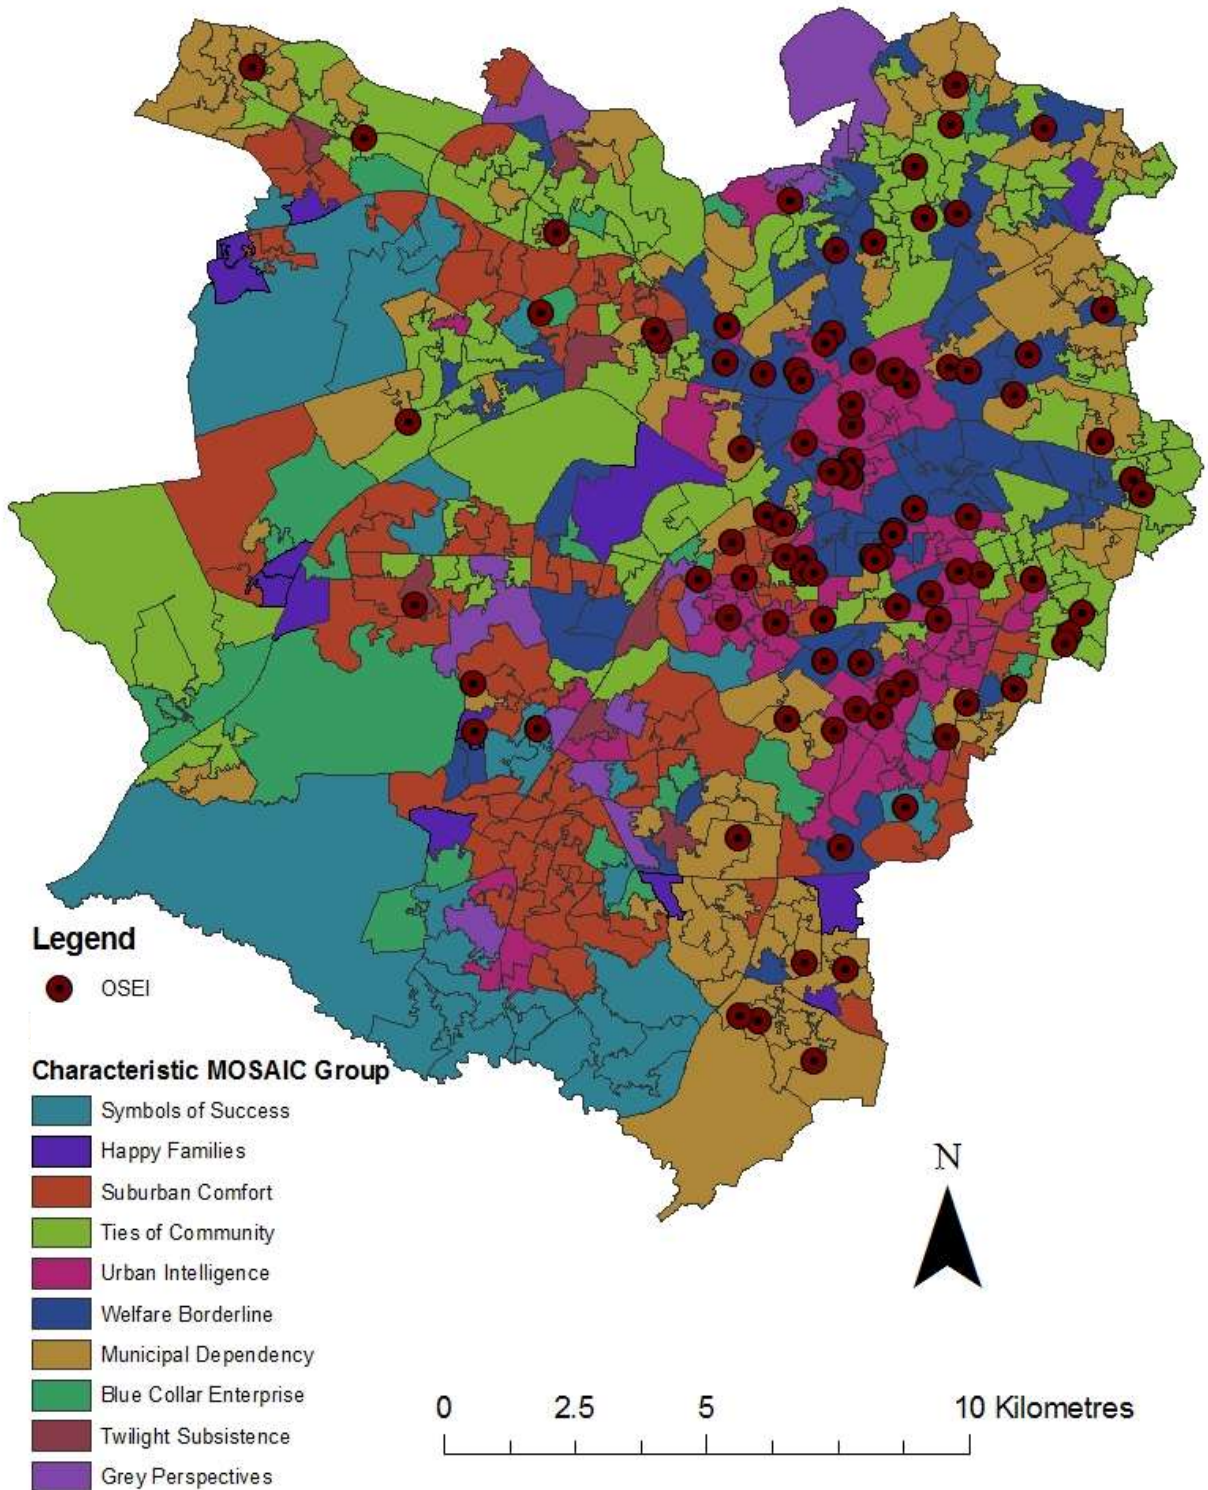 Legend
OSEI
Characteristic MOSAIC Group
Symbols of Success
Happy Families
Suburban Comfort
Ties of Community
Urban Intelligence
Welfare Borderline
Municipal Dependency
Blue Collar Enterprise
Twilight Subsistence
Grey Perspectives
N
0 2.5 5 10 Kilometres